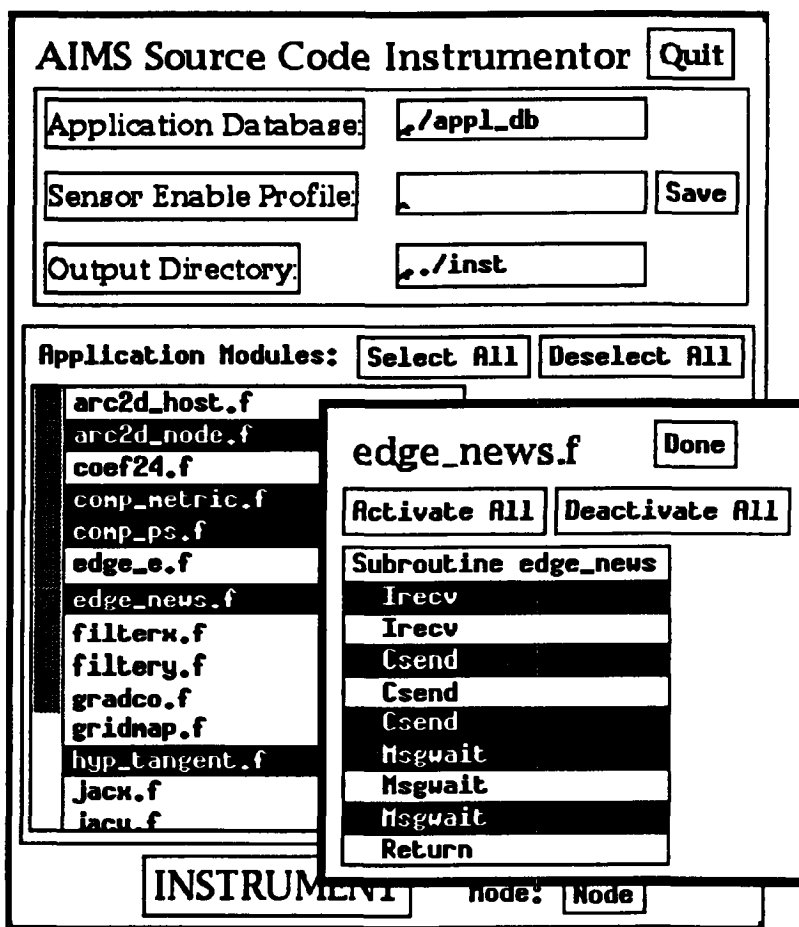 AIMS Source Code Instrumentor Quit
Application Database: ./appl_db
Sensor Enable Profile: Save
Output Directory: ../inst
Application Modules: Select All Deselect All
arc2d_host.f
arc2d_node.f
coef24.f
comp_metric.f
comp_ps.f
edge_e.f
edge_news.f
filterx.f
filtery.f
gradco.f
gridmap.f
hyp_tangent.f
jacx.f
edge_news.f Done
Activate All Deactivate All
Subroutine edge_news
Irecv
Irecv
Csend
Csend
Csend
Msgwait
Msgwait
Msgwait
Return
INSTRUMENT Mode: Node